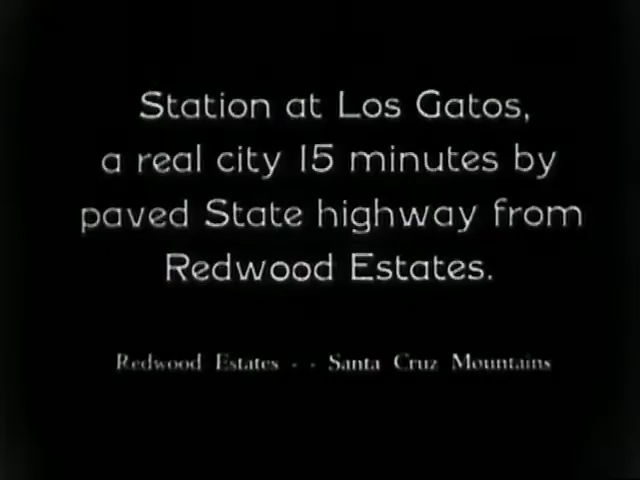 Station at Los Gatos,
a real city 15 minutes by
paved State highway from
Redwood Estates.
Redwood Estates - - Santa Cruz Mountains